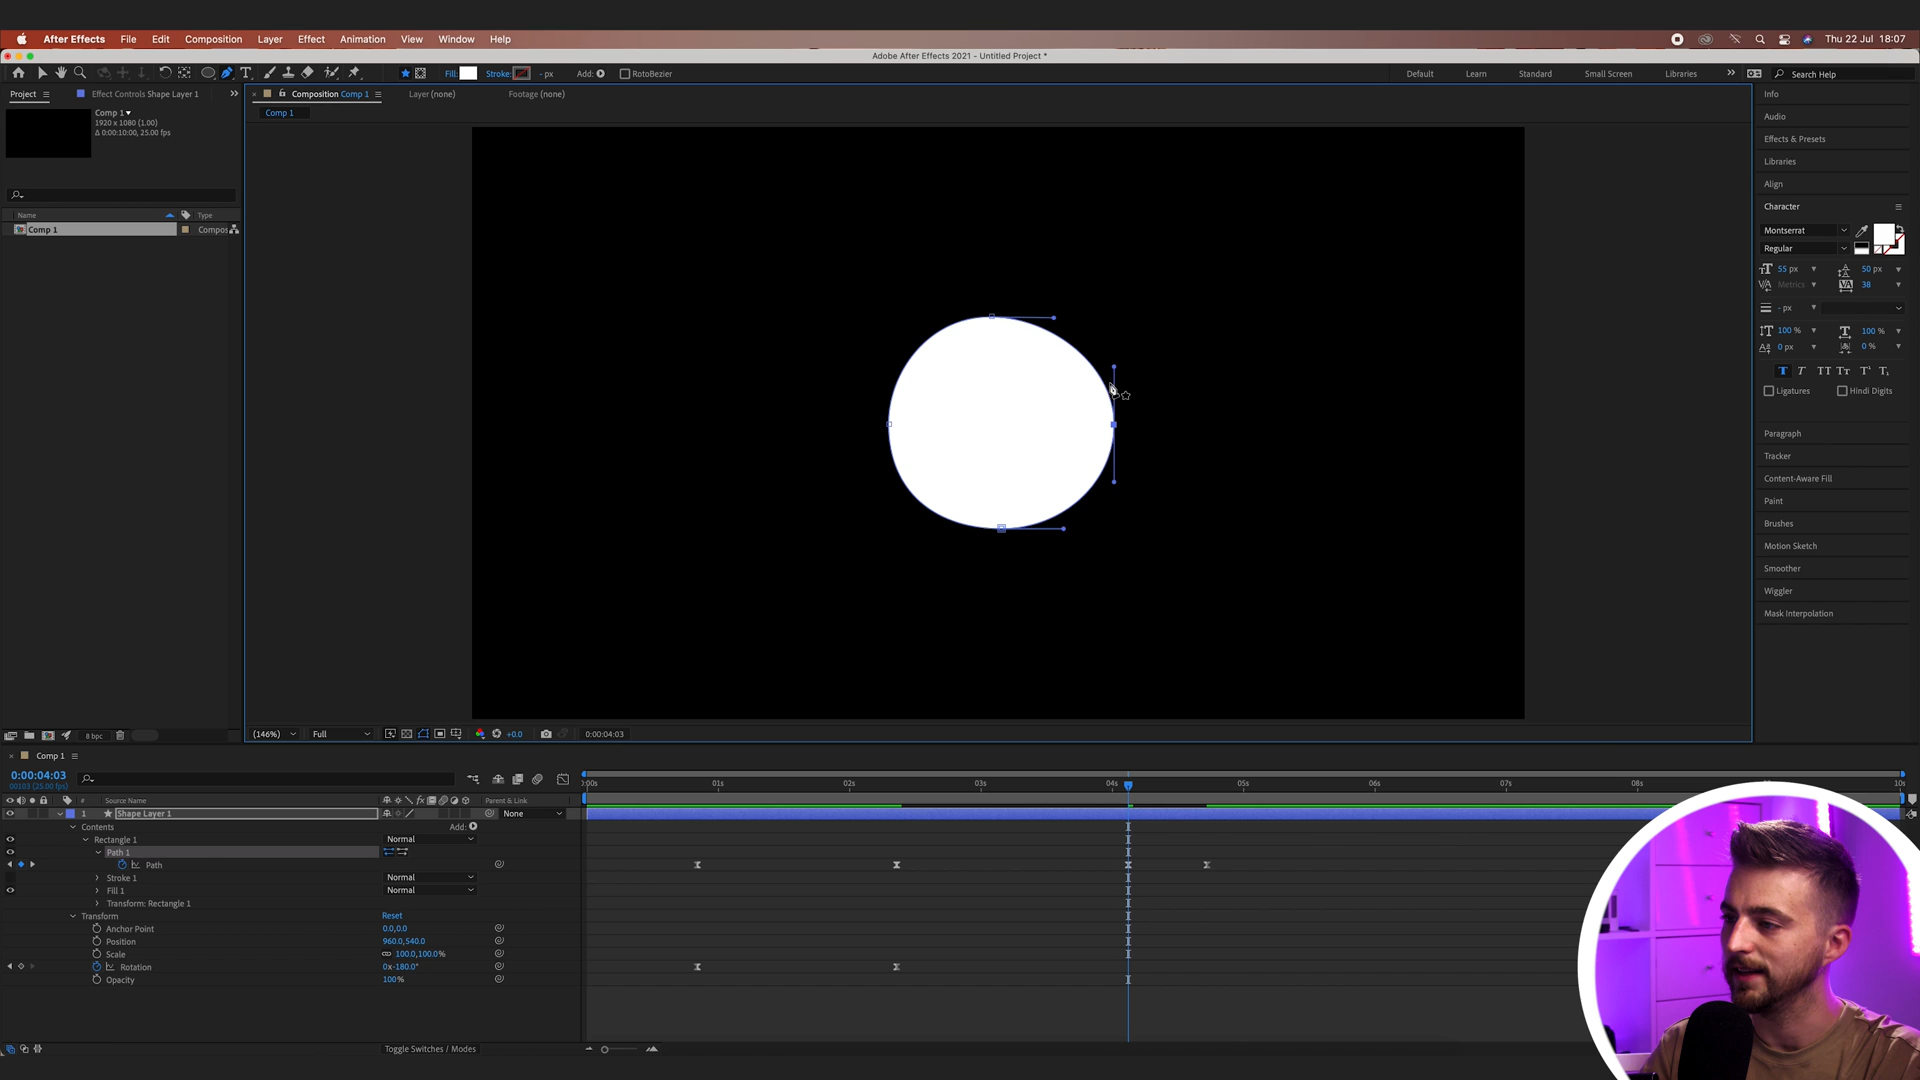 After Effects File Edit Composition Layer Effect Animation View Window Help Thu 22 Jul 18:07
Adobe After Effects 2021 - Untitled Project *
Fill: Stroke: - px Add: RotoBezier Default Learn Standard Small Screen Libraries Search Help
Project Effect Controls Shape Layer 1 Composition Comp 1 Layer (none) Footage (none) Info
Comp 1
1920 x 1080 (1.00)
Δ 0:00:10:00, 25.00 fps
Comp 1
Audio
Effects & Presets
Libraries
Align
Character
Name Type
Comp 1 Compos
Montserrat
Regular
55 px 50 px
Metrics 38
- px
100 % 100 %
0 px 0 %
Ligatures Hindi Digits
Paragraph
Tracker
Content-Aware Fill
Paint
Brushes
Motion Sketch
Smoother
Wiggler
Mask Interpolation
8 bpc (146%) Full +0.0 0:00:04:03
Comp 1
0:00:04:03
00103 (25.00 fps)
:00s 01s 02s 03s 04s 05s 06s 07s 08s 10s
# Source Name Parent & Link
1 Shape Layer 1 None
Contents Add:
Rectangle 1 Normal
Path 1
Path
Stroke 1 Normal
Fill 1 Normal
Transform: Rectangle 1
Transform Reset
Anchor Point 0.0,0.0
Position 960.0,540.0
Scale 100.0,100.0%
Rotation 0x-180.0°
Opacity 100%
Toggle Switches / Modes